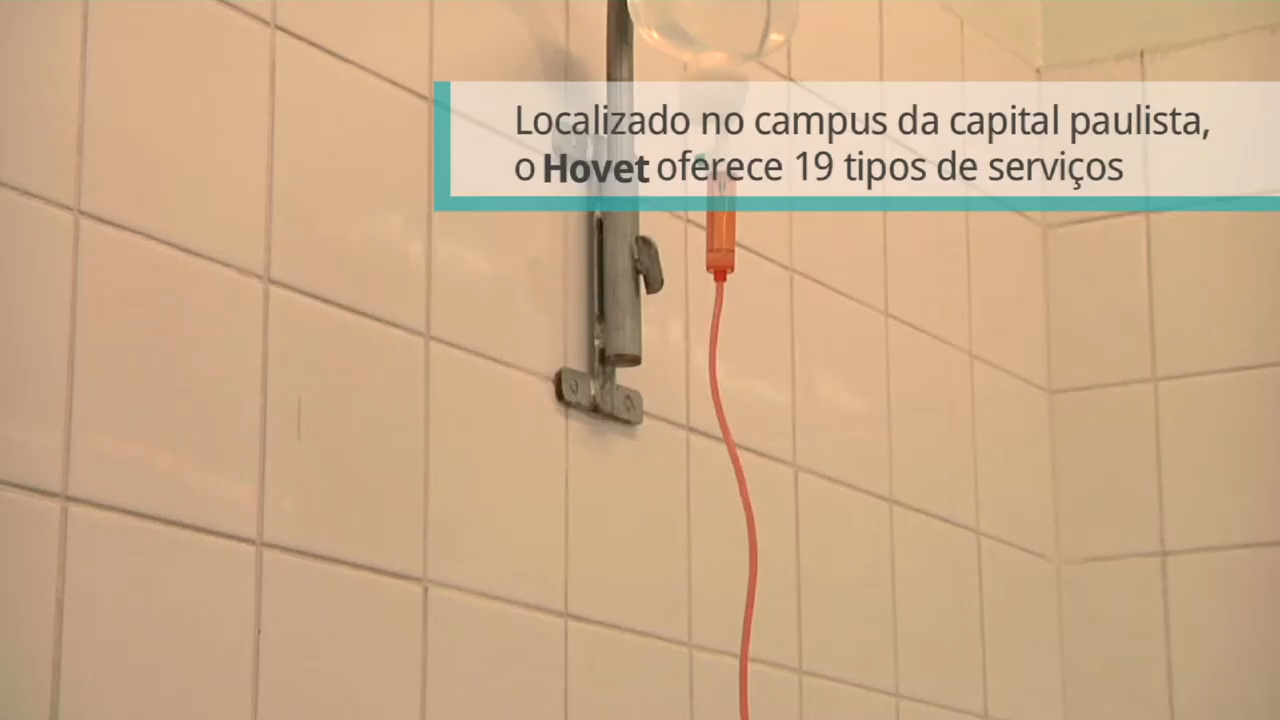 Localizado no campus da capital paulista,
o Hovet oferece 19 tipos de serviços